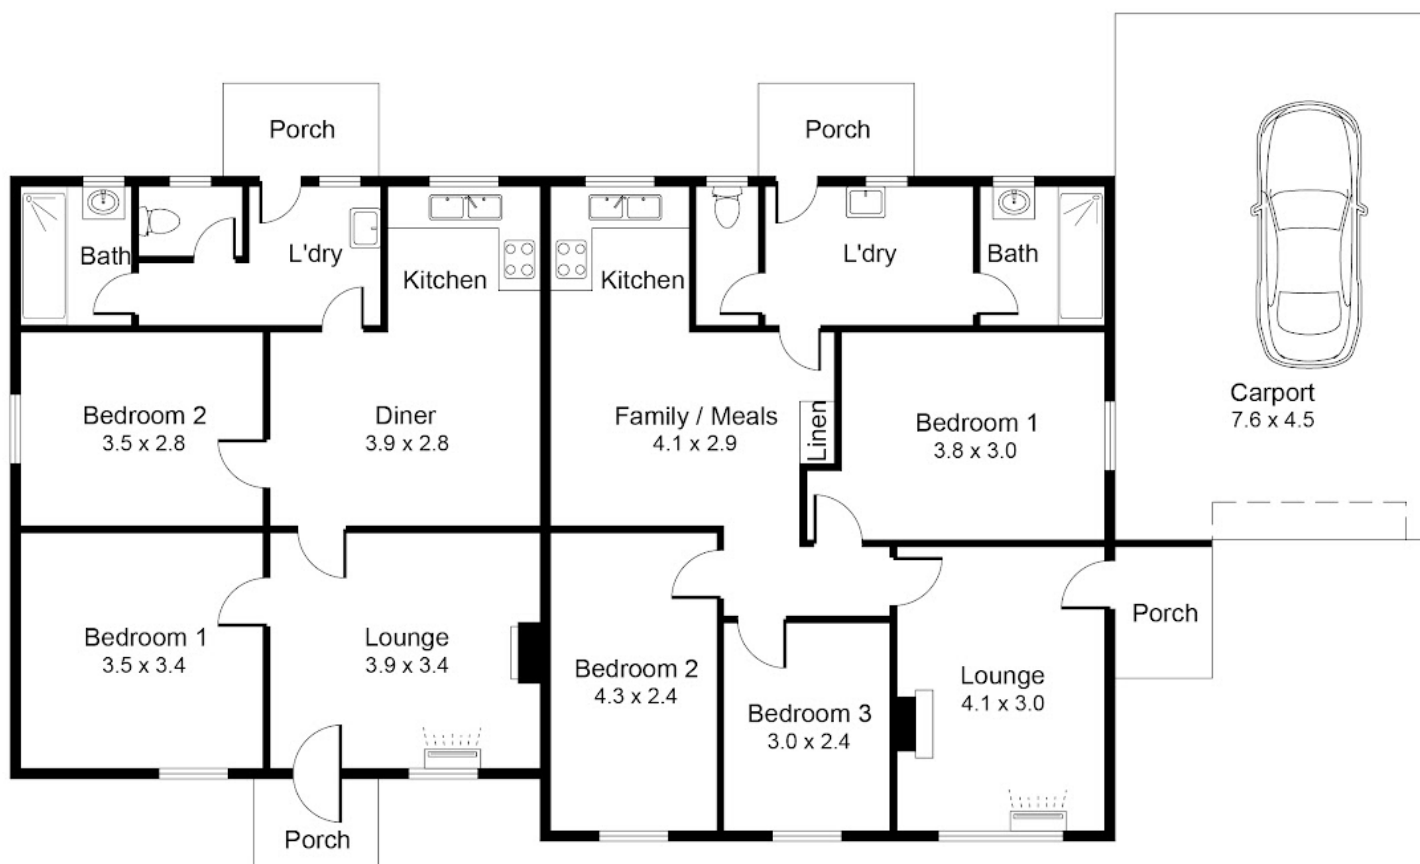 Porch
Porch
Bath
L'dry
Kitchen
Kitchen
L'dry
Bath
Bedroom 2
3.5 x 2.8
Diner
3.9 x 2.8
Family / Meals
4.1 x 2.9
Linen
Bedroom 1
3.8 x 3.0
Carport
7.6 x 4.5
Bedroom 1
3.5 x 3.4
Lounge
3.9 x 3.4
Bedroom 2
4.3 x 2.4
Bedroom 3
3.0 x 2.4
Lounge
4.1 x 3.0
Porch
Porch